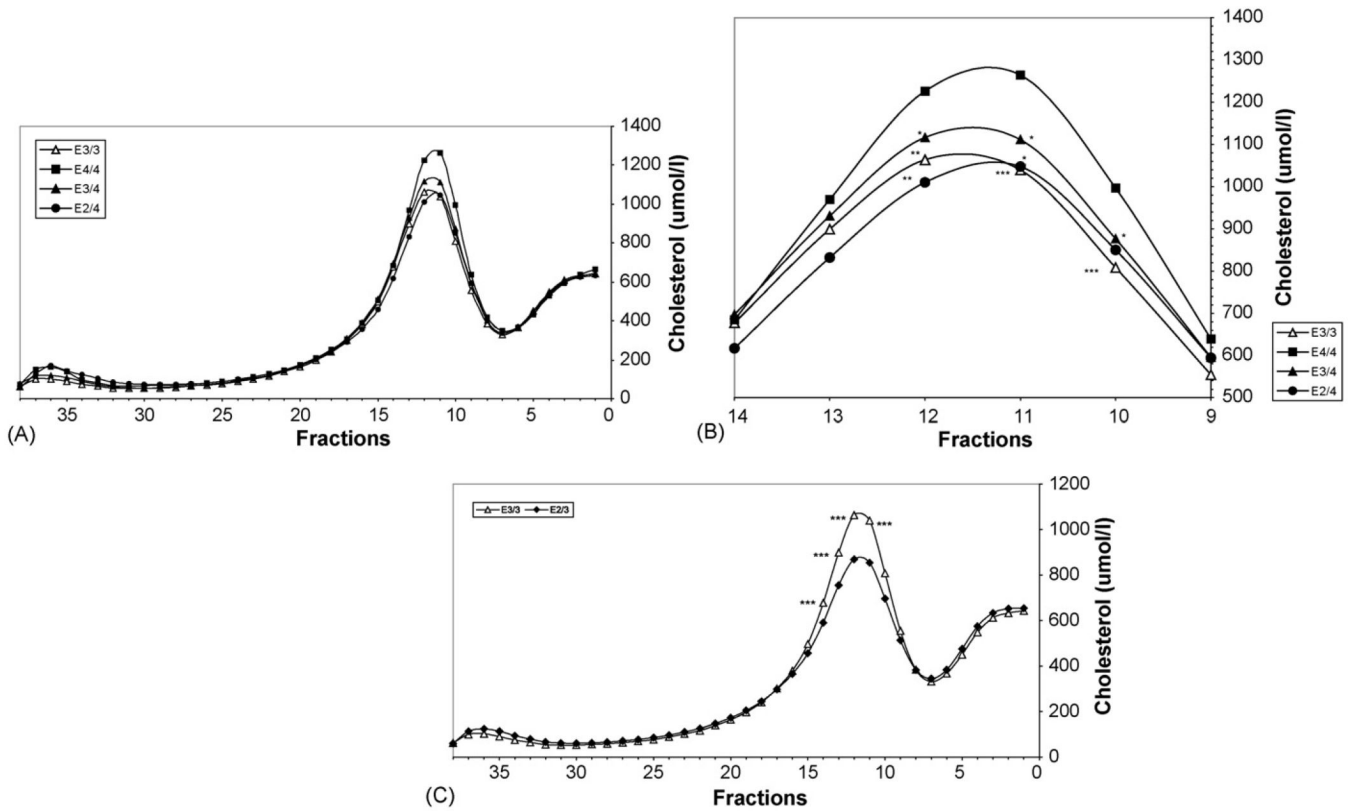 1400
1200
1000
800
600
400
200
0
Cholesterol (umol/l)
E3/3
E4/4
E3/4
E2/4
35 30 25 20 15 10 5 0
Fractions
(A)
1400
1300
1200
1100
1000
900
800
700
600
500
Cholesterol (umol/l)
* *
** *
** ***
*
***
E3/3
E4/4
E3/4
E2/4
14 13 12 11 10 9
Fractions
(B)
1200
1000
800
600
400
200
0
Cholesterol (umol/l)
E3/3 E2/3
*** ***
***
***
35 30 25 20 15 10 5 0
Fractions
(C)